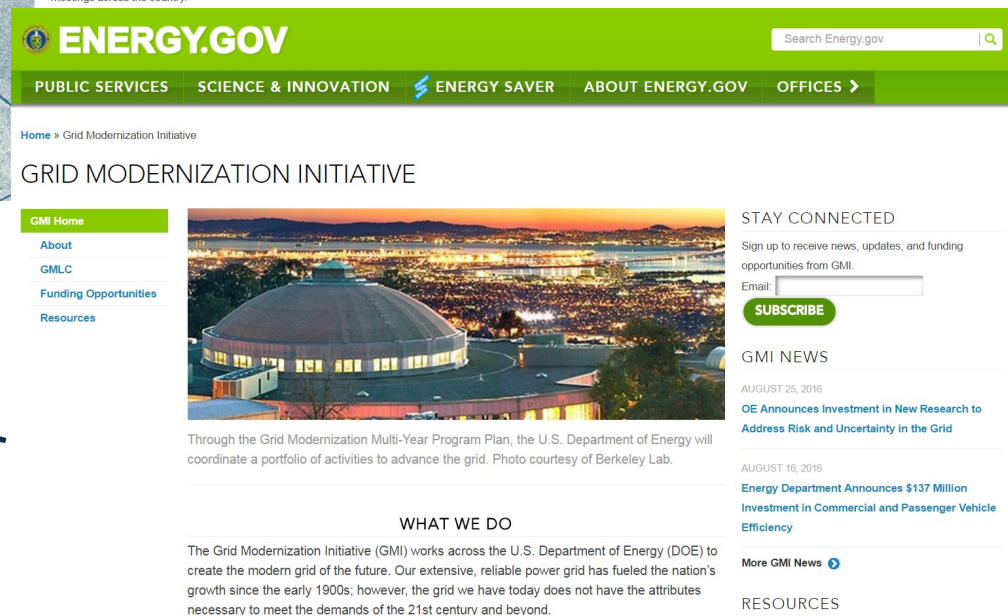 meetings across the country.
ENERGY.GOV
Search Energy.gov
PUBLIC SERVICES SCIENCE & INNOVATION ENERGY SAVER ABOUT ENERGY.GOV OFFICES
Home » Grid Modernization Initiative
GRID MODERNIZATION INITIATIVE
GMI Home
About
GMLC
Funding Opportunities
Resources
Through the Grid Modernization Multi-Year Program Plan, the U.S. Department of Energy will
coordinate a portfolio of activities to advance the grid. Photo courtesy of Berkeley Lab.
WHAT WE DO
The Grid Modernization Initiative (GMI) works across the U.S. Department of Energy (DOE) to
create the modern grid of the future. Our extensive, reliable power grid has fueled the nation's
growth since the early 1900s; however, the grid we have today does not have the attributes
necessary to meet the demands of the 21st century and beyond.
STAY CONNECTED
Sign up to receive news, updates, and funding
opportunities from GMI.
Email:
SUBSCRIBE
GMI NEWS
AUGUST 25, 2016
OE Announces Investment in New Research to
Address Risk and Uncertainty in the Grid
AUGUST 16, 2016
Energy Department Announces $137 Million
Investment in Commercial and Passenger Vehicle
Efficiency
More GMI News
RESOURCES